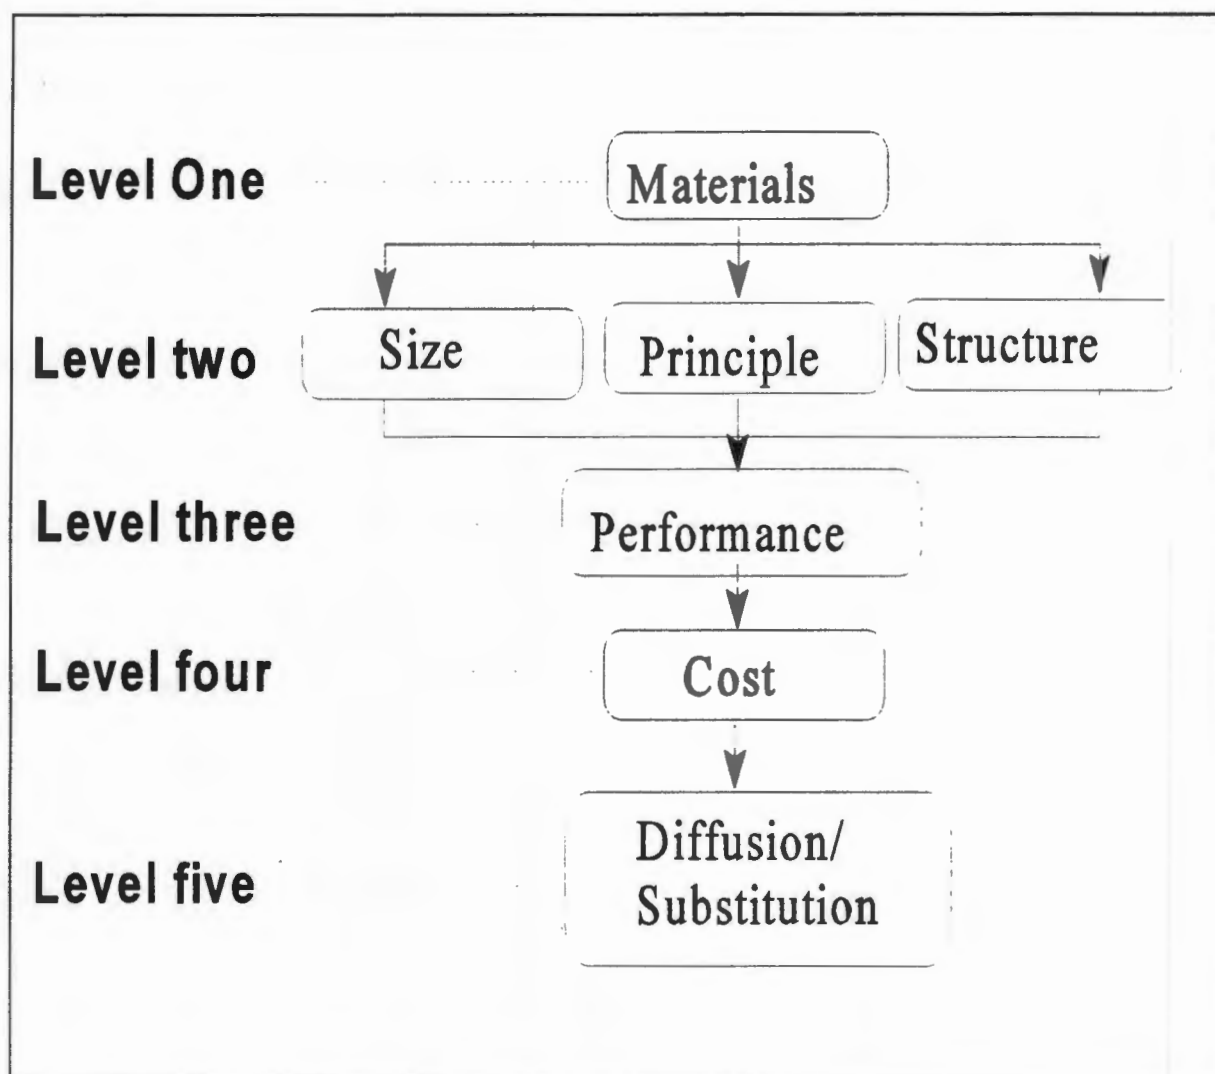 Level One
Materials
Level two
Size
Principle
Structure
Level three
Performance
Level four
Cost
Level five
Diffusion/
Substitution